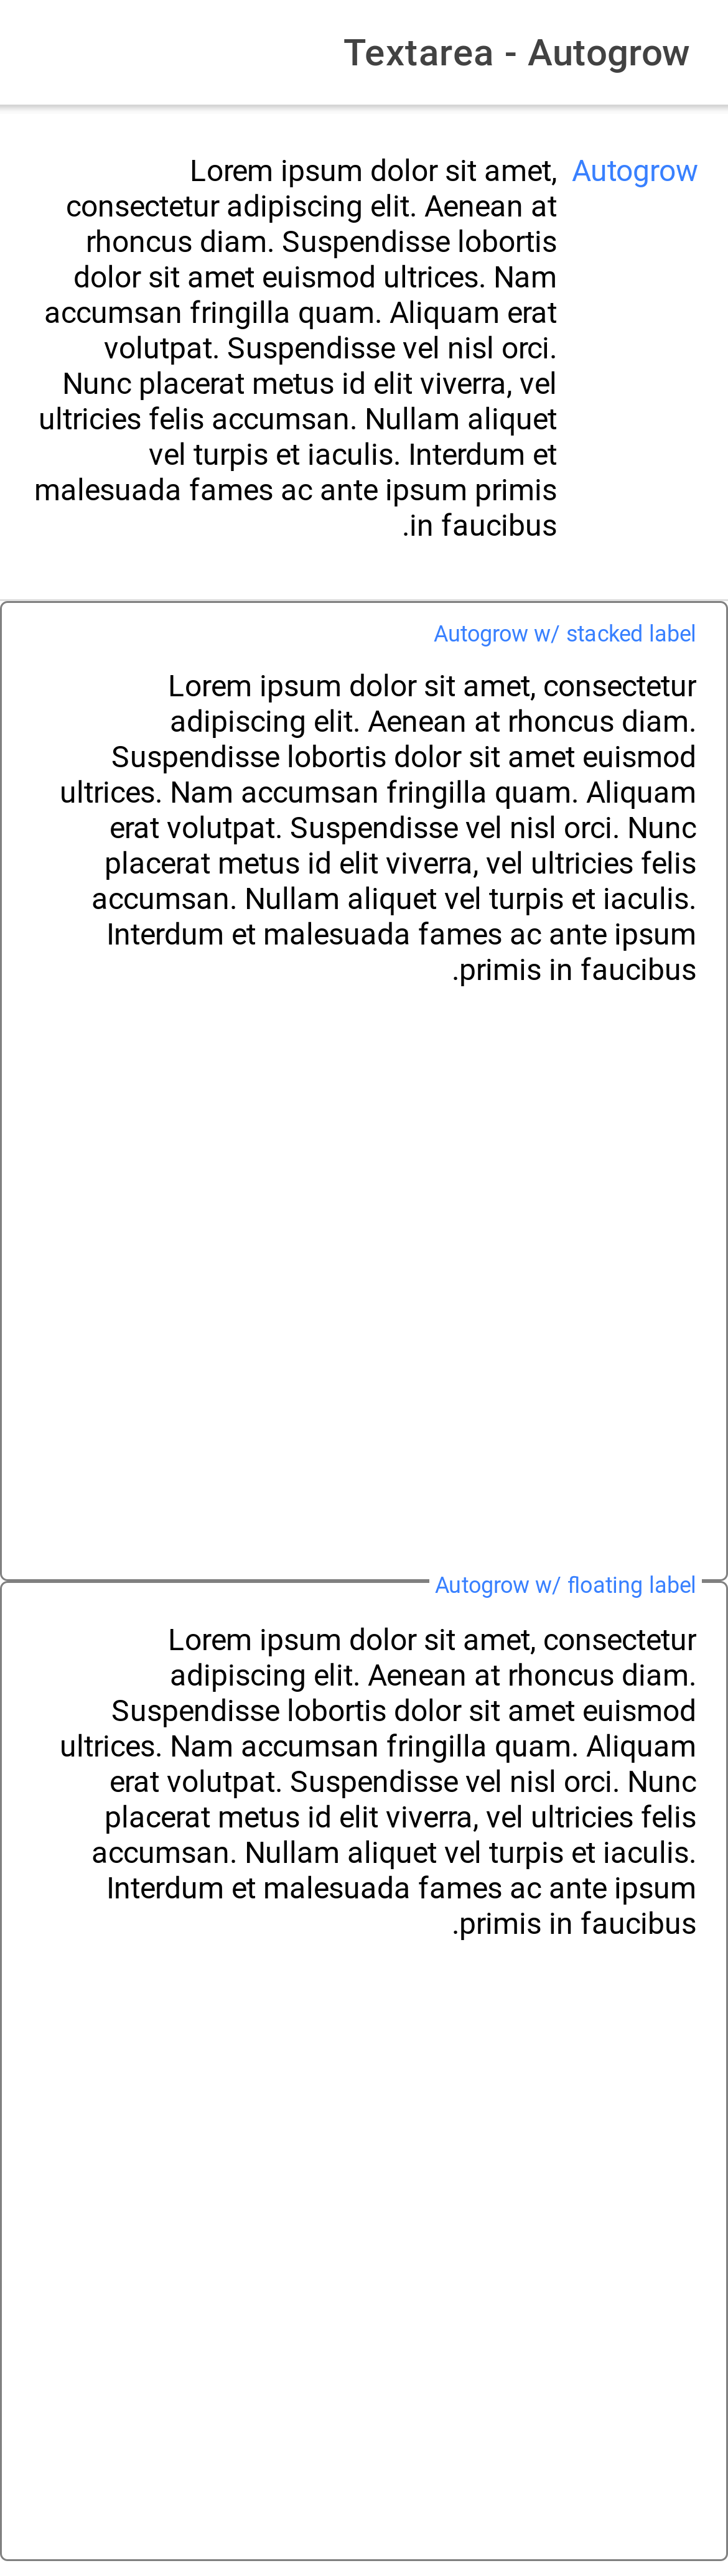 Textarea - Autogrow
Autogrow
Lorem ipsum dolor sit amet,
consectetur adipiscing elit. Aenean at
rhoncus diam. Suspendisse lobortis
dolor sit amet euismod ultrices. Nam
accumsan fringilla quam. Aliquam erat
volutpat. Suspendisse vel nisl orci.
Nunc placerat metus id elit viverra, vel
ultricies felis accumsan. Nullam aliquet
vel turpis et iaculis. Interdum et
malesuada fames ac ante ipsum primis
.in faucibus
Autogrow w/ stacked label
Lorem ipsum dolor sit amet, consectetur
adipiscing elit. Aenean at rhoncus diam.
Suspendisse lobortis dolor sit amet euismod
ultrices. Nam accumsan fringilla quam. Aliquam
erat volutpat. Suspendisse vel nisl orci. Nunc
placerat metus id elit viverra, vel ultricies felis
accumsan. Nullam aliquet vel turpis et iaculis.
Interdum et malesuada fames ac ante ipsum
.primis in faucibus
Autogrow w/ floating label
Lorem ipsum dolor sit amet, consectetur
adipiscing elit. Aenean at rhoncus diam.
Suspendisse lobortis dolor sit amet euismod
ultrices. Nam accumsan fringilla quam. Aliquam
erat volutpat. Suspendisse vel nisl orci. Nunc
placerat metus id elit viverra, vel ultricies felis
accumsan. Nullam aliquet vel turpis et iaculis.
Interdum et malesuada fames ac ante ipsum
.primis in faucibus